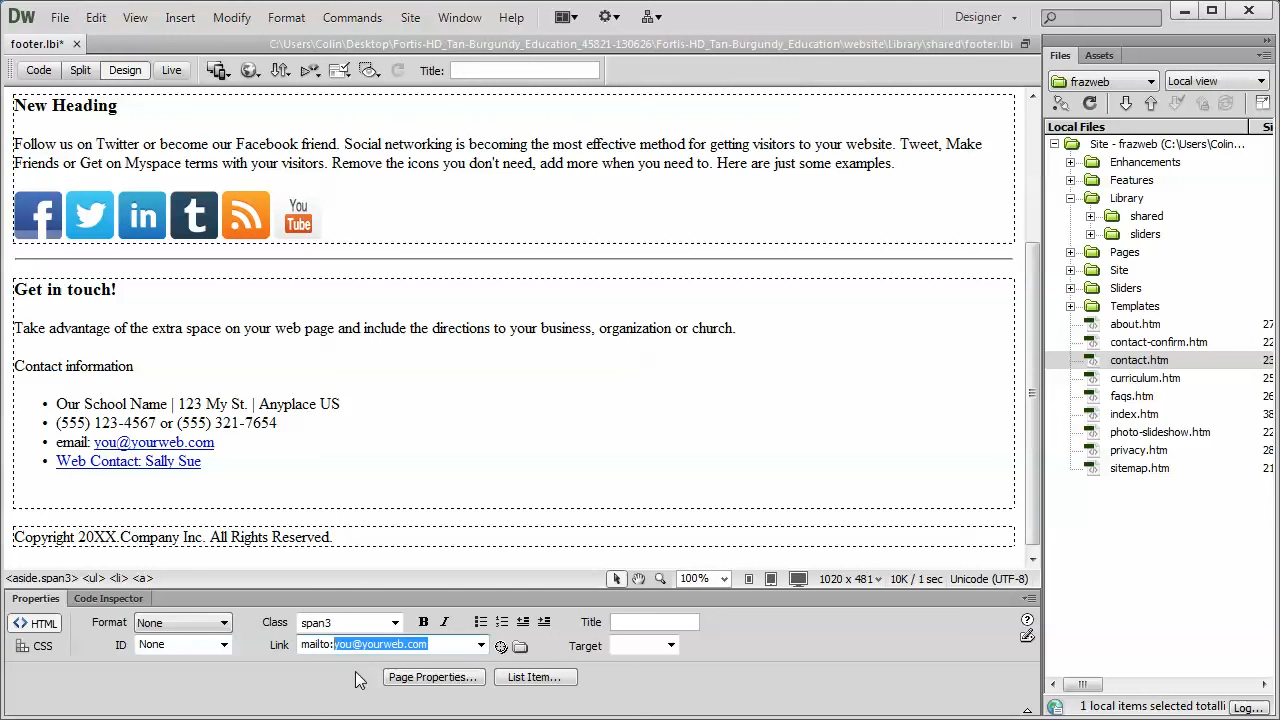 Dw File Edit View Insert Modify Format Commands Site Window Help Designer
footer.lbi* × C:\Users\Colin\Desktop\Fortis-HD_Tan-Burgundy_Education_45821-130626\Fortis-HD_Tan-Burgundy_Education\website\Library\shared\footer.lbi
Code Split Design Live Title:
New Heading
Follow us on Twitter or become our Facebook friend. Social networking is becoming the most effective method for getting visitors to your website. Tweet, Make
Friends or Get on Myspace terms with your visitors. Remove the icons you don't need, add more when you need to. Here are just some examples.
f in t You
Tube
Get in touch!
Take advantage of the extra space on your web page and include the directions to your business, organization or church.
Contact information
• Our School Name | 123 My St. | Anyplace US
• (555) 123-4567 or (555) 321-7654
• email: you@yourweb.com
• Web Contact: Sally Sue
Copyright 20XX.Company Inc. All Rights Reserved.
<aside.span3> <ul> <li> <a> 100% 1020 x 481 10K / 1 sec Unicode (UTF-8)
Properties Code Inspector
<> HTML Format None Class span3 B I Title
CSS ID None Link mailto:you@yourweb.com Target
Page Properties... List Item...
Files Assets
frazweb Local view
Local Files Si
Site - frazweb (C:\Users\Colin...
Enhancements
Features
Library
shared
sliders
Pages
Site
Sliders
Templates
about.htm 27
contact-confirm.htm 22
contact.htm 23
curriculum.htm 25
faqs.htm 26
index.htm 38
photo-slideshow.htm 32
privacy.htm 28
sitemap.htm 21
1 local items selected totalli Log...